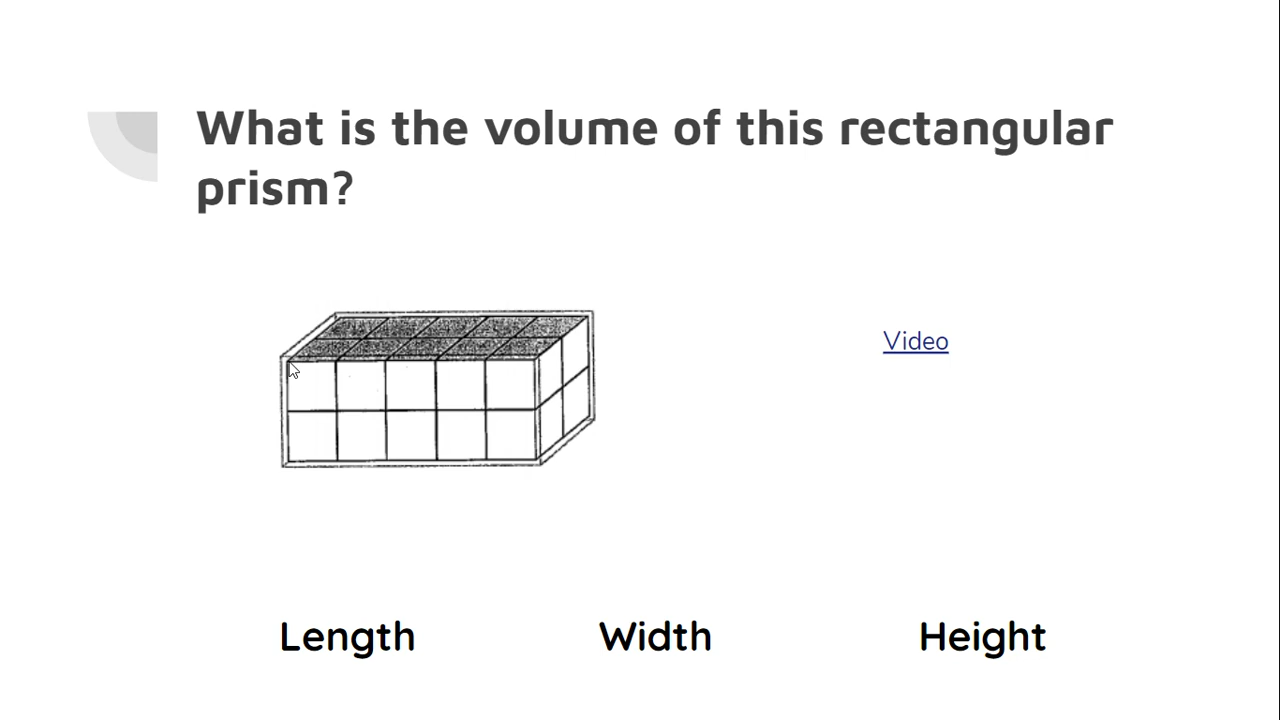 What is the volume of this rectangular
prism?
Video
Length Width Height